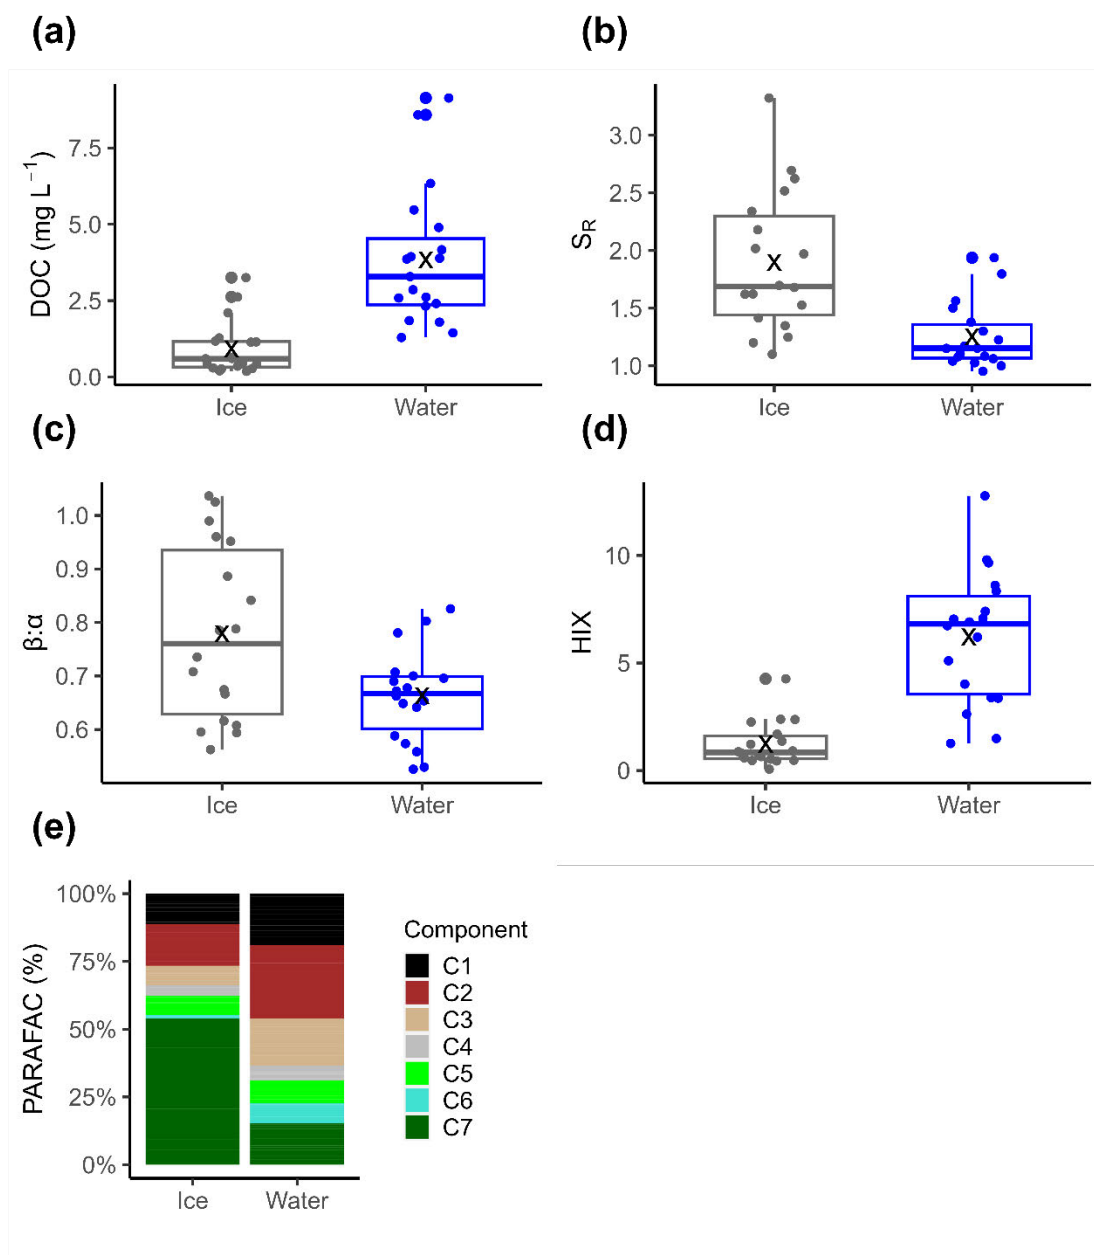 (a)
DOC (mg L⁻¹)
7.5
5.0
2.5
0.0
Ice
Water
(b)
S_R
3.0
2.5
2.0
1.5
1.0
Ice
Water
(c)
β:α
1.0
0.9
0.8
0.7
0.6
Ice
Water
(d)
HIX
10
5
0
Ice
Water
(e)
PARAFAC (%)
100%
75%
50%
25%
0%
Ice
Water
Component
C1
C2
C3
C4
C5
C6
C7